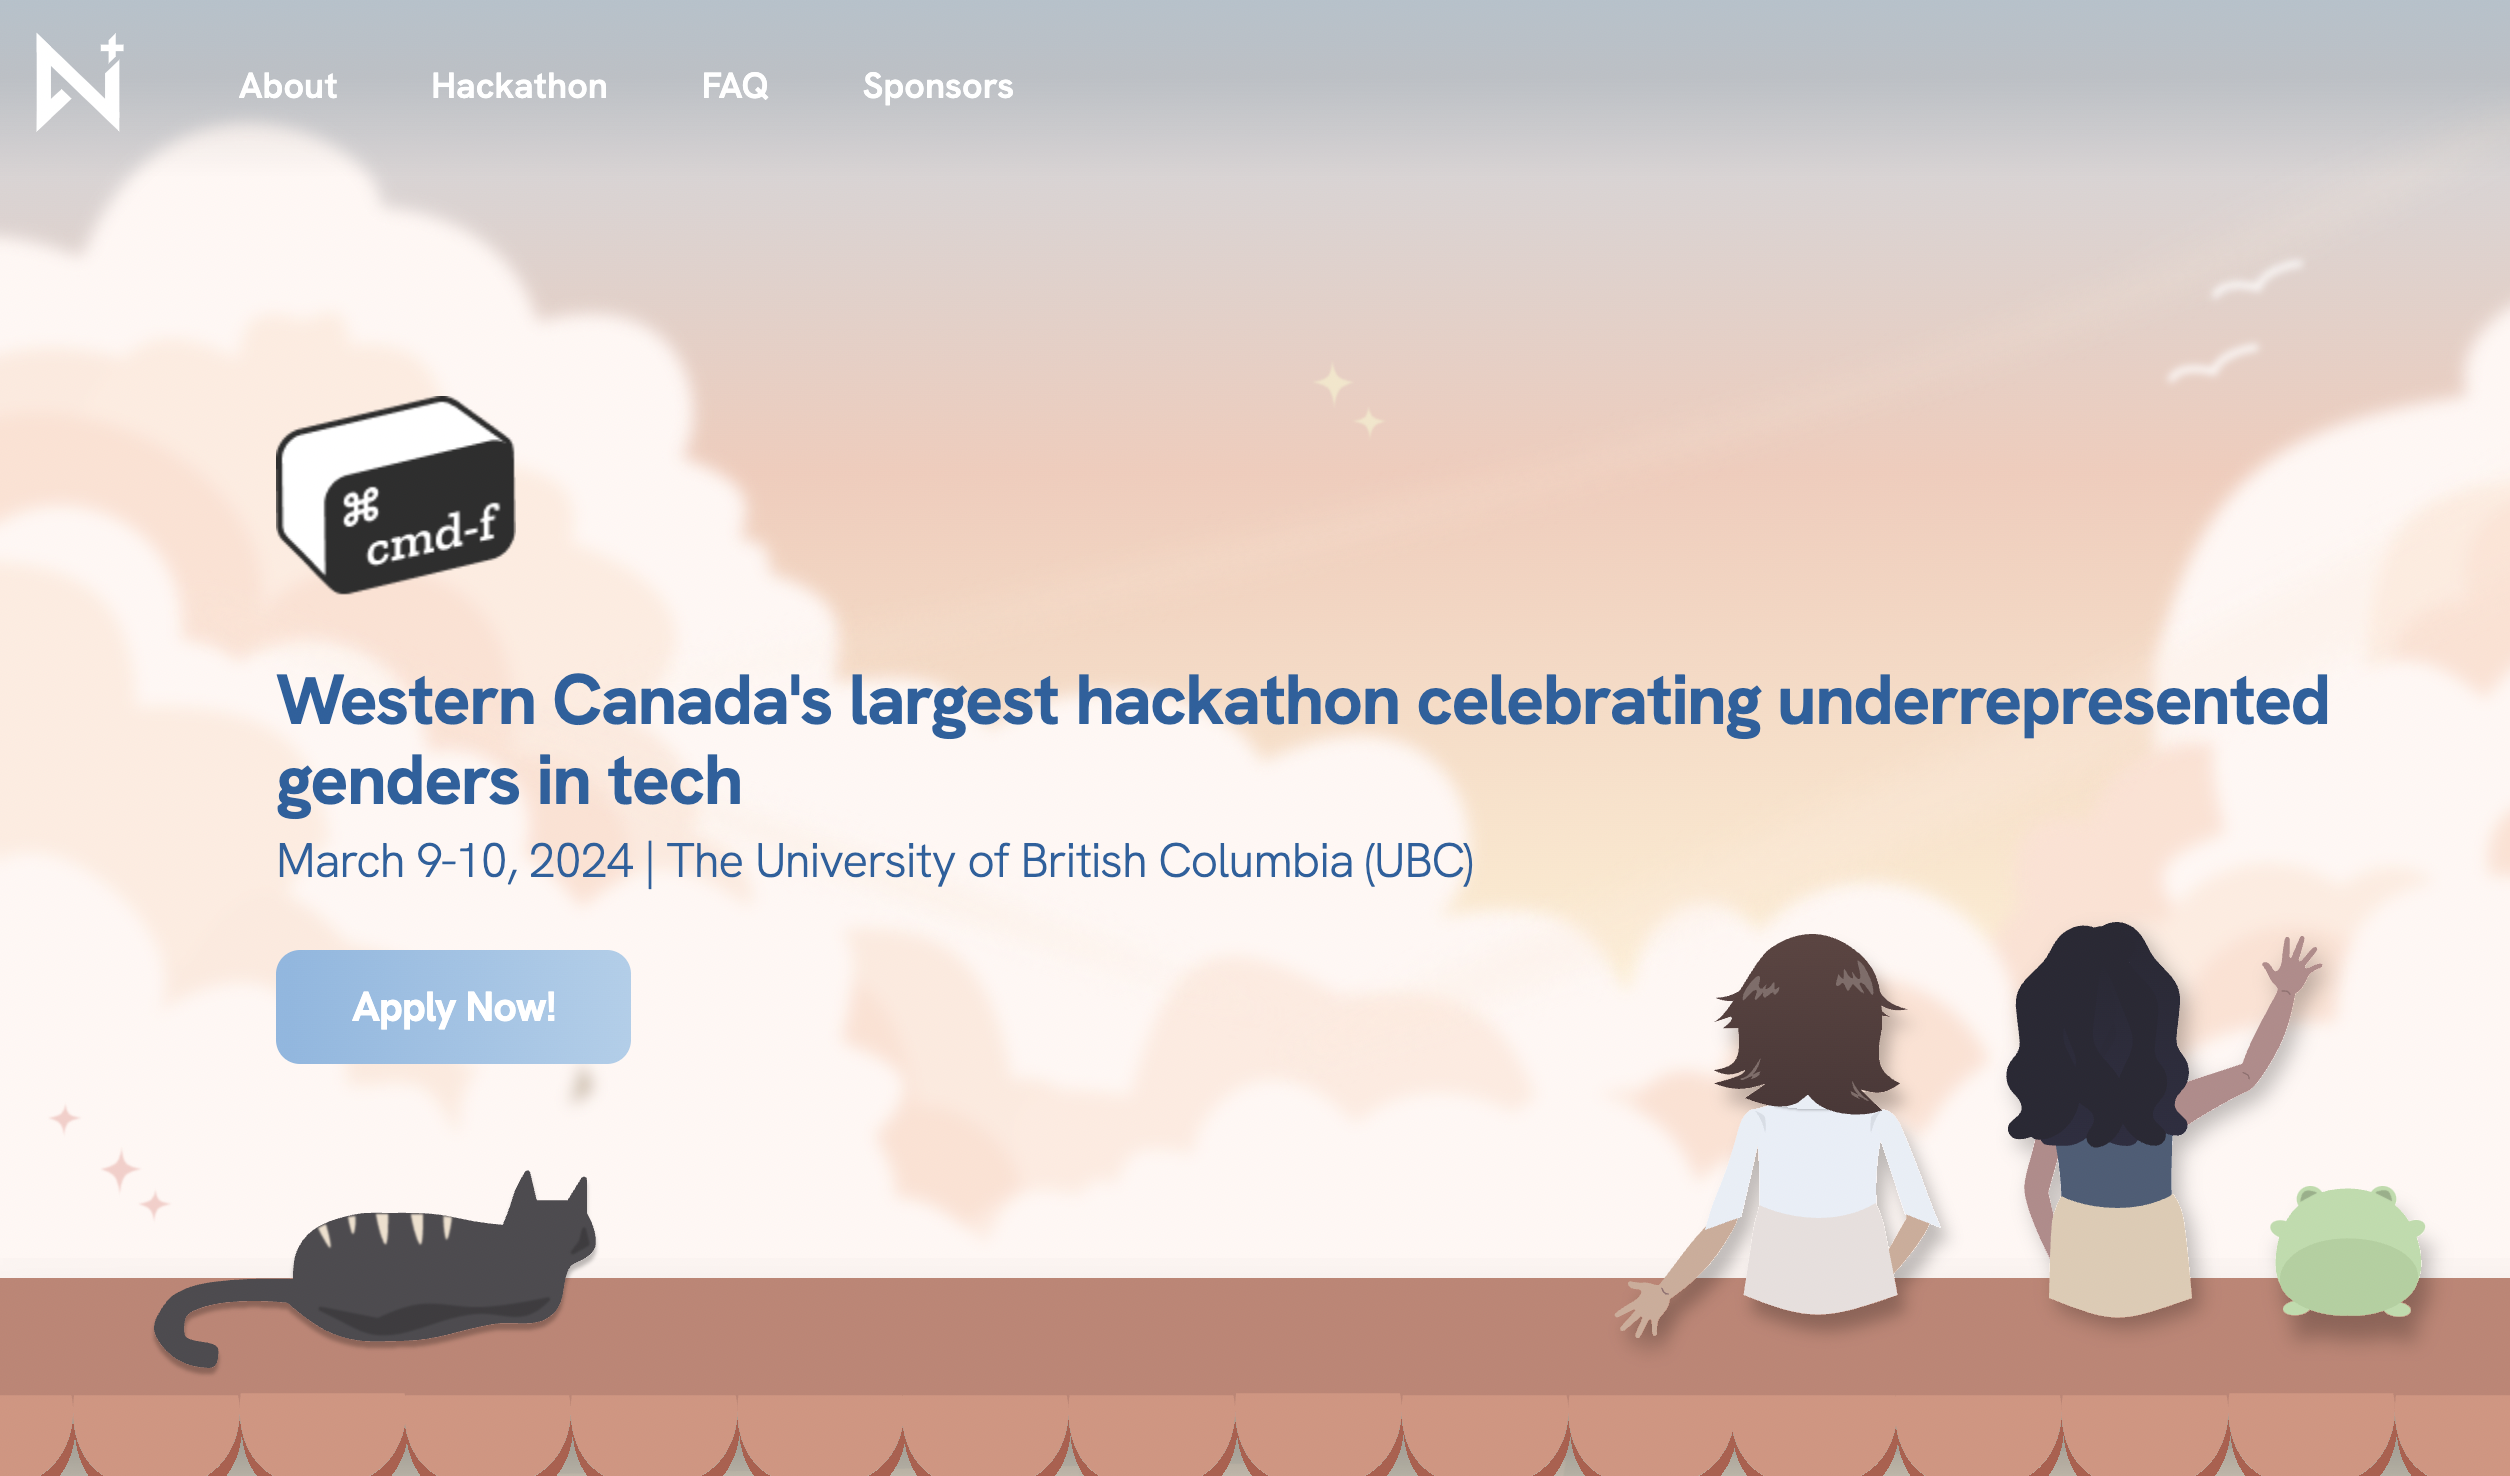 About Hackathon FAQ Sponsors
⌘
cmd-f
Western Canada's largest hackathon celebrating underrepresented
genders in tech
March 9-10, 2024 | The University of British Columbia (UBC)
Apply Now!